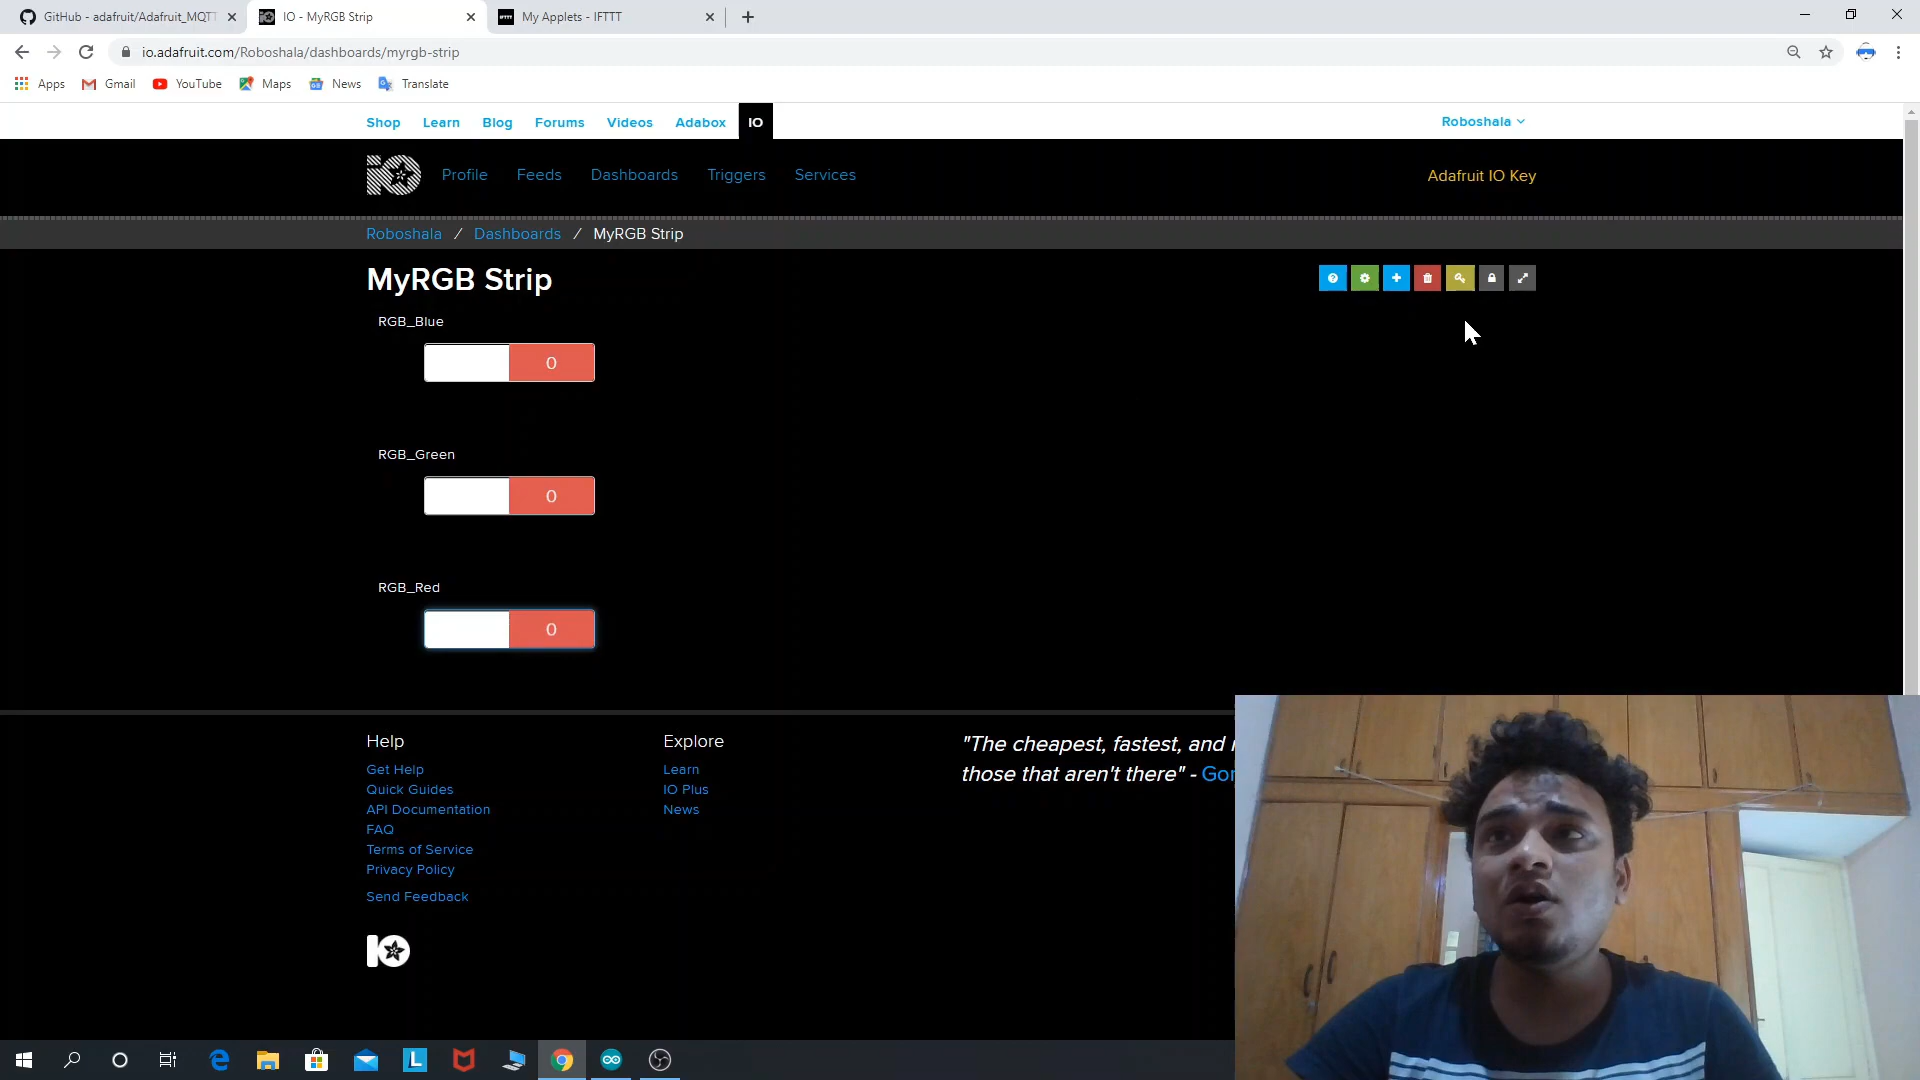 GitHub - adafruit/Adafruit_MQTT
IO - MyRGB Strip
My Applets - IFTTT
io.adafruit.com/Roboshala/dashboards/myrgb-strip
Apps Gmail YouTube Maps News Translate
Shop Learn Blog Forums Videos Adabox IO Roboshala
IO Profile Feeds Dashboards Triggers Services Adafruit IO Key
Roboshala / Dashboards / MyRGB Strip
MyRGB Strip
RGB_Blue
0
RGB_Green
0
RGB_Red
0
Help
Get Help
Quick Guides
API Documentation
FAQ
Terms of Service
Privacy Policy
Send Feedback
Explore
Learn
IO Plus
News
"The cheapest, fastest, and
those that aren't there" -
IO
L